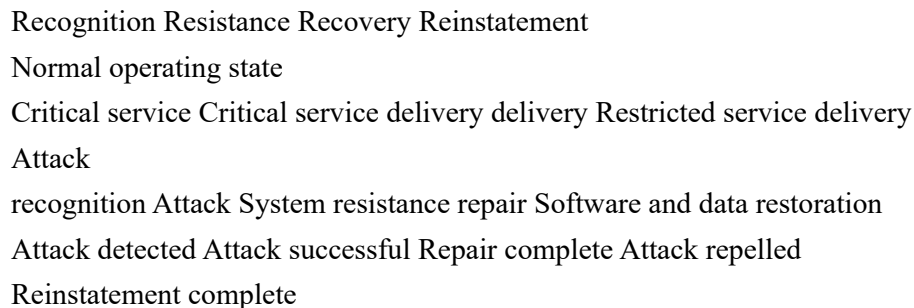 Recognition Resistance Recovery Reinstatement
Normal operating state
Critical service Critical service delivery delivery Restricted service delivery
Attack
recognition Attack System resistance repair Software and data restoration
Attack detected Attack successful Repair complete Attack repelled
Reinstatement complete